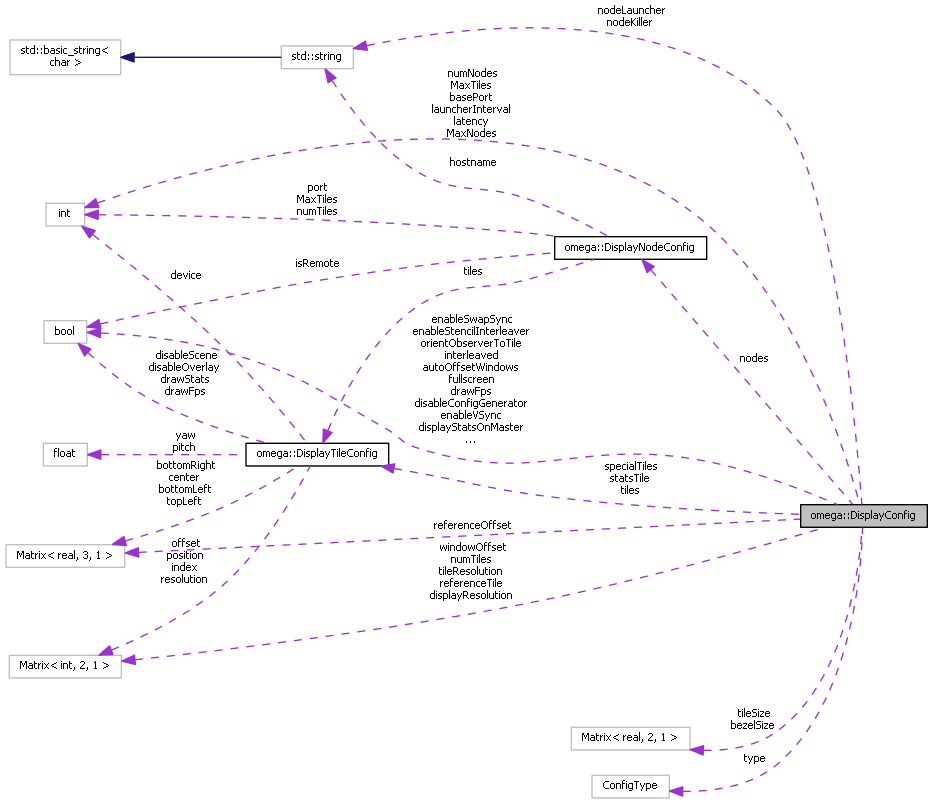 nodeLauncher
nodeKiller
std::basic_string<
char >
std::string
numNodes
MaxTiles
basePort
launcherInterval
latency
MaxNodes
hostname
port
MaxTiles
numTiles
int
omega::DisplayNodeConfig
isRemote
tiles
device
bool
enableSwapSync
enableStencilInterleaver
orientObserverToTile
interleaved
autoOffsetWindows
fullscreen
drawFps
disableConfigGenerator
enableVSync
displayStatsOnMaster
...
nodes
disableScene
disableOverlay
drawStats
drawFps
float
yaw
pitch
omega::DisplayTileConfig
bottomRight
center
bottomLeft
topLeft
specialTiles
statsTile
tiles
omega::DisplayConfig
referenceOffset
Matrix< real, 3, 1 >
offset
position
index
resolution
windowOffset
numTiles
tileResolution
referenceTile
displayResolution
Matrix< int, 2, 1 >
tileSize
bezelSize
Matrix< real, 2, 1 >
type
ConfigType